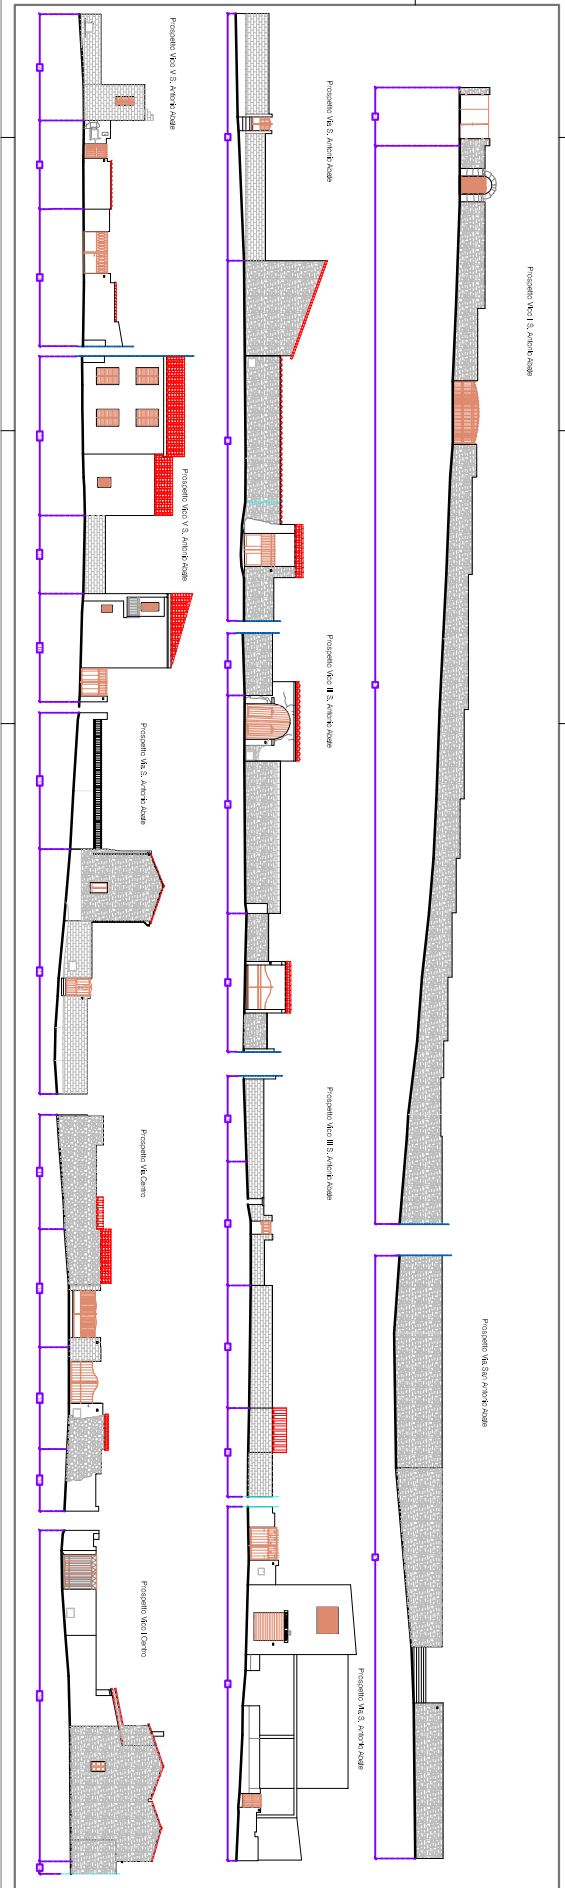 Prospetto Vico V S. Antonio Abate
Prospetto Vico V S. Antonio Abate
Prospetto Via S. Antonio Abate
Prospetto Via Centro
Prospetto Vico I Centro
Prospetto Via S. Antonio Abate
Prospetto Vico III S. Antonio Abate
Prospetto Vico III S. Antonio Abate
Prospetto Via S. Antonio Abate
Prospetto Vico I S. Antonio Abate
Prospetto Via San Antonio Abate